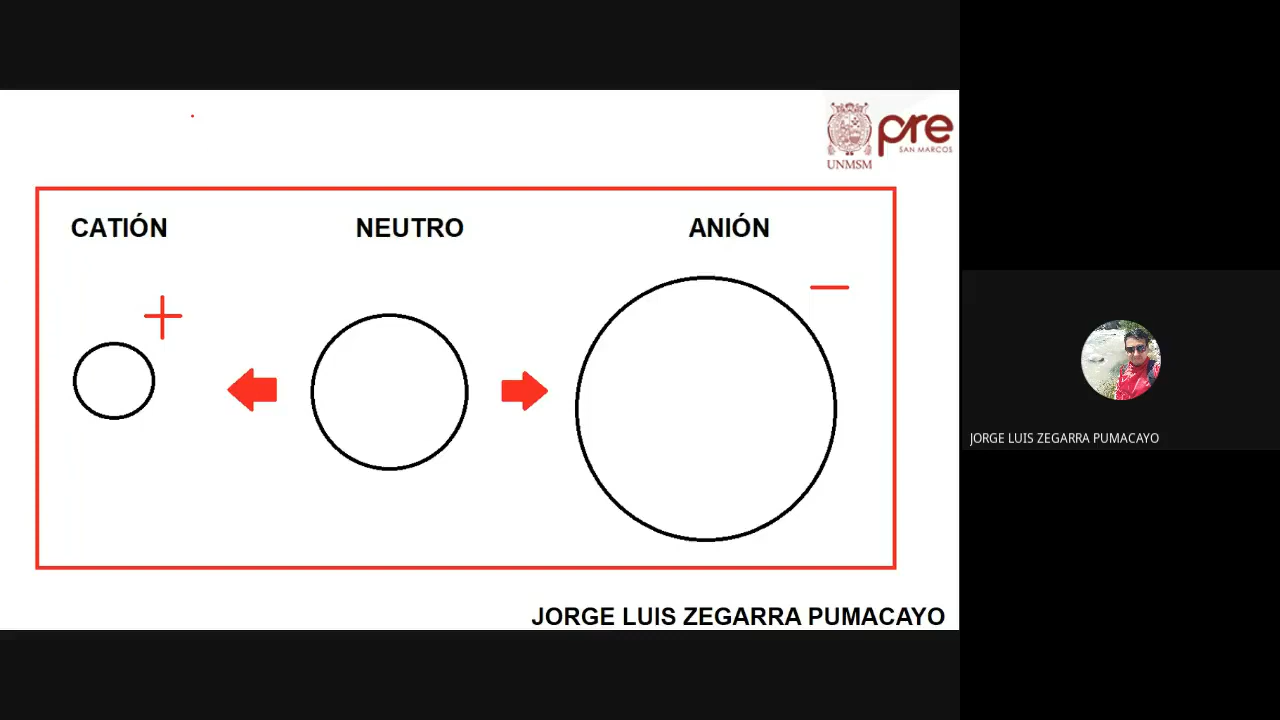 pre
SAN MARCOS
UNMSM
CATIÓN
NEUTRO
ANIÓN
+
−
JORGE LUIS ZEGARRA PUMACAYO
JORGE LUIS ZEGARRA PUMACAYO